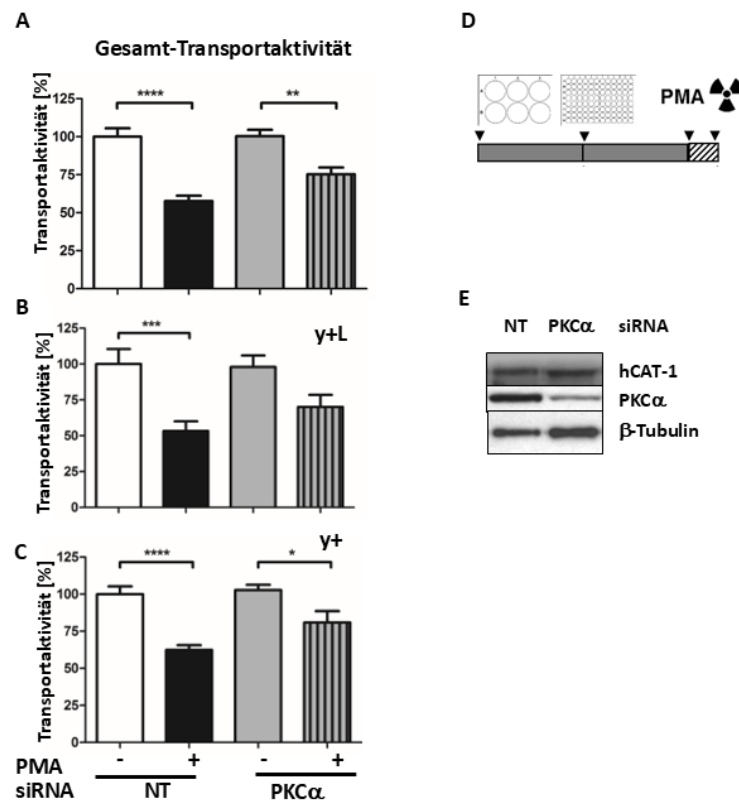 A
Gesamt-Transportaktivität
Transportaktivität [%]
125
100
75
50
25
0
****
**
B
y+L
Transportaktivität [%]
125
100
75
50
25
0
***
C
y+
Transportaktivität [%]
125
100
75
50
25
0
****
*
PMA - + - +
siRNA NT PKCα
D
PMA
E
NT PKCα siRNA
hCAT-1
PKCα
β-Tubulin